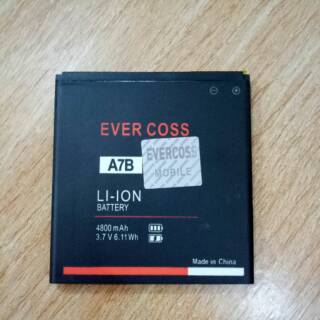 EVER COSS
A7B
EVERCOSS
MOBILE
LI-ION
BATTERY
4800 mAh
3.7 V 6.11Wh
Made in China